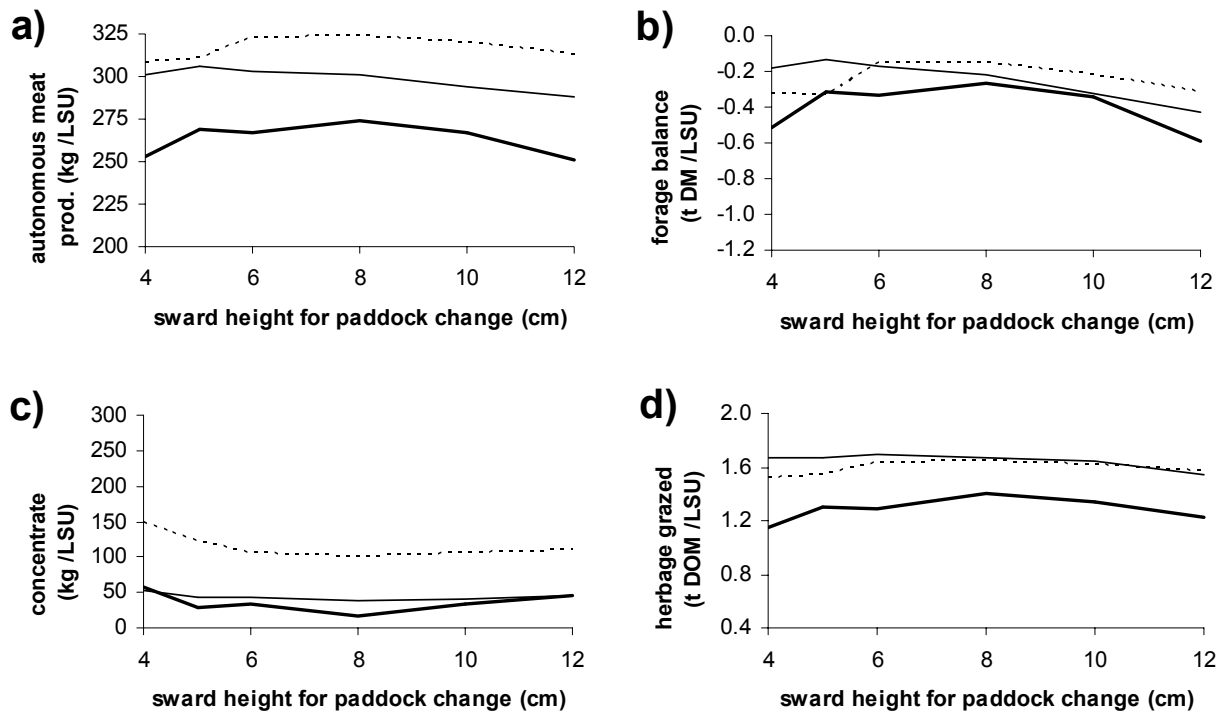 a)
autonomous meat
prod. (kg /LSU)
325
300
275
250
225
200
4 6 8 10 12
sward height for paddock change (cm)
b)
forage balance
(t DM /LSU)
0.0
-0.2
-0.4
-0.6
-0.8
-1.0
-1.2
4 6 8 10 12
sward height for paddock change (cm)
c)
concentrate
(kg /LSU)
300
250
200
150
100
50
0
4 6 8 10 12
sward height for paddock change (cm)
d)
herbage grazed
(t DOM /LSU)
2.0
1.6
1.2
0.8
0.4
4 6 8 10 12
sward height for paddock change (cm)